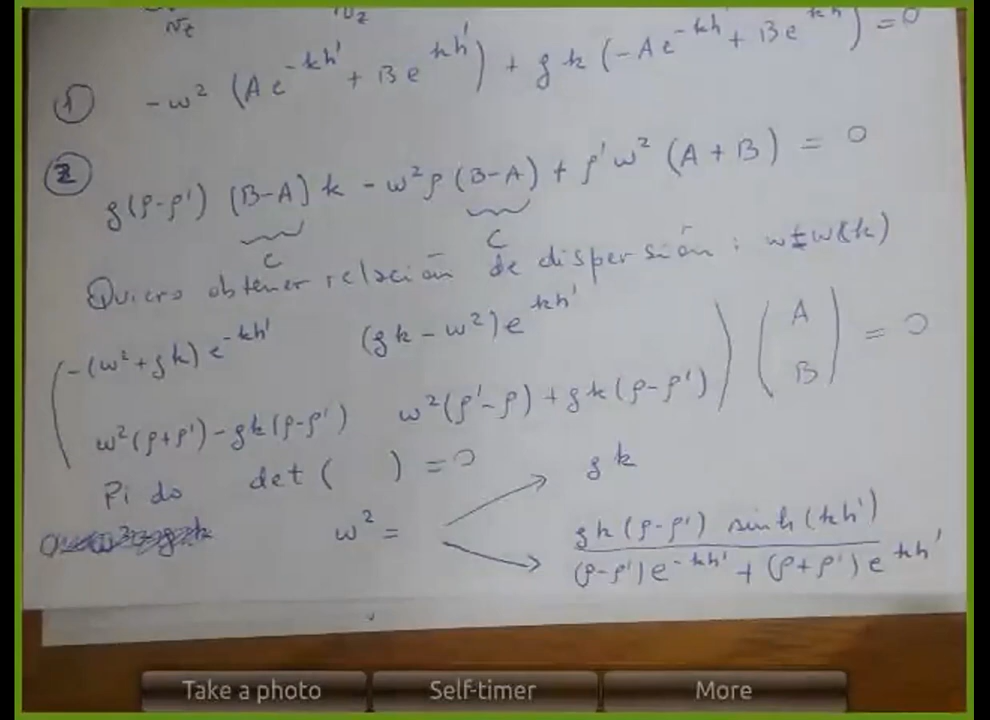 Nz Nz
① -ω² (Ae^{-kh'} + Be^{kh'}) + gk (-Ae^{-kh'} + Be^{kh'}) = 0
② g(ρ-ρ') (B-A) k - ω²ρ (B-A) + ρ'ω² (A+B) = 0
C C
Quiero obtener relación de dispersión: ω=ω(k)
( -(ω²+gk) e^{-kh'} (gk-ω²) e^{kh'} ) ( A ) = 0
ω²(ρ+ρ') - gk(ρ-ρ') ω²(ρ'-ρ) + gk(ρ-ρ') B
Pido det ( ) = 0
gk
ω² =
gk(ρ-ρ') sinh(kh')
(ρ-ρ')e^{-kh'} + (ρ+ρ')e^{kh'}
Take a photo Self-timer More